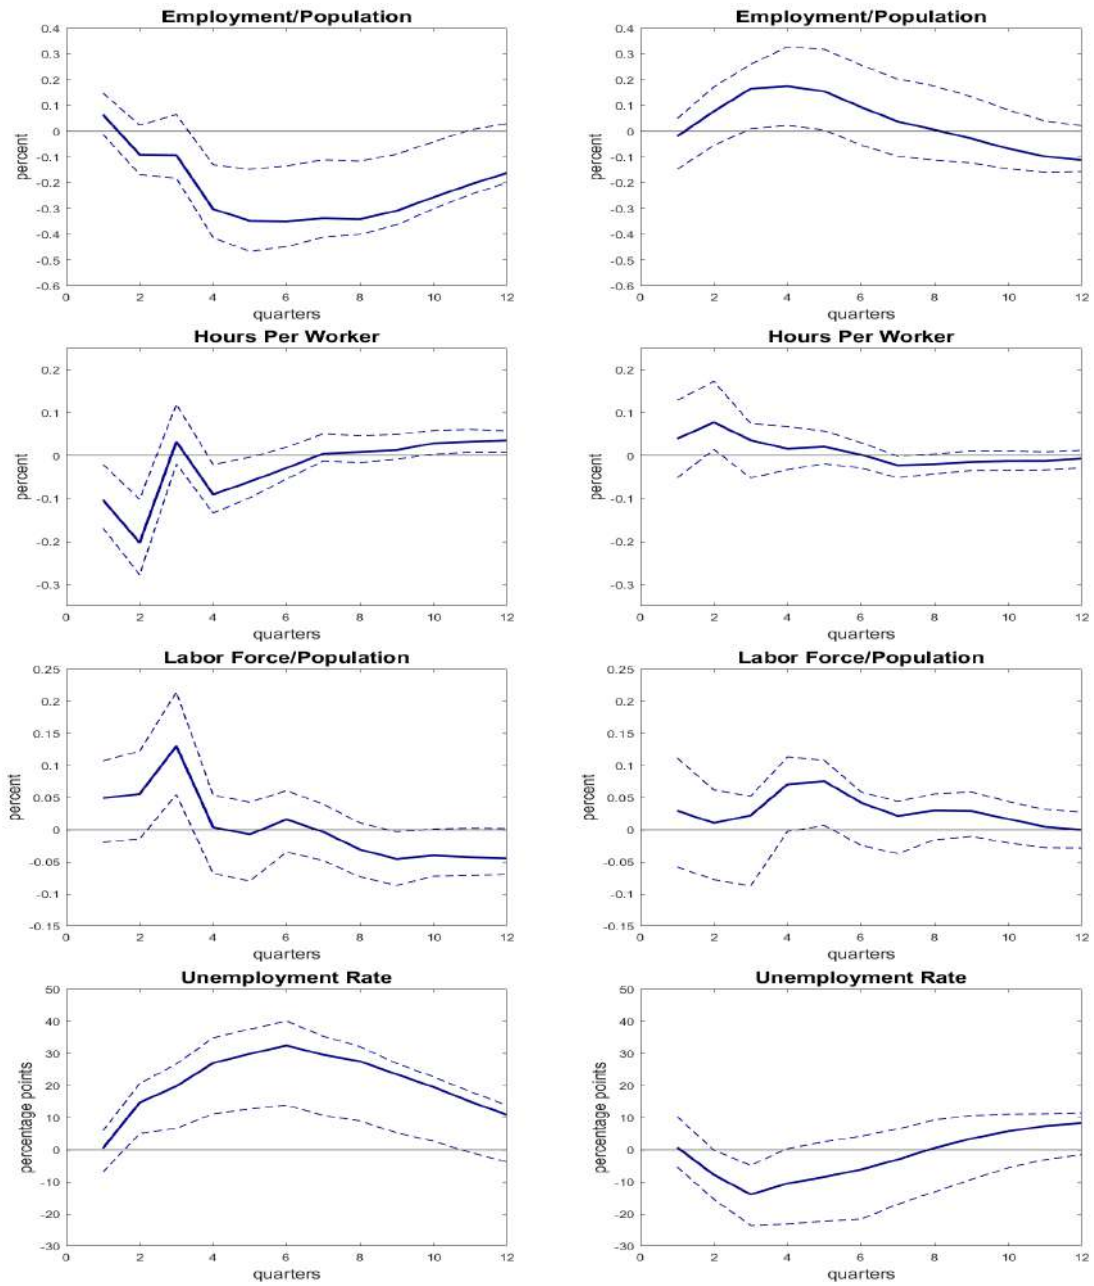 Employment/Population
0.4
0.3
0.2
0.1
0
-0.1
-0.2
-0.3
-0.4
-0.5
-0.6
percent
0 2 4 6 8 10 12
quarters
Employment/Population
0.4
0.3
0.2
0.1
0
-0.1
-0.2
-0.3
-0.4
-0.5
-0.6
percent
0 2 4 6 8 10 12
quarters
Hours Per Worker
0.2
0.1
0
-0.1
-0.2
-0.3
percent
0 2 4 6 8 10 12
quarters
Hours Per Worker
0.2
0.1
0
-0.1
-0.2
-0.3
percent
0 2 4 6 8 10 12
quarters
Labor Force/Population
0.25
0.2
0.15
0.1
0.05
0
-0.05
-0.1
-0.15
percent
0 2 4 6 8 10 12
quarters
Labor Force/Population
0.25
0.2
0.15
0.1
0.05
0
-0.05
-0.1
-0.15
percent
0 2 4 6 8 10 12
quarters
Unemployment Rate
50
40
30
20
10
0
-10
-20
-30
percentage points
0 2 4 6 8 10 12
quarters
Unemployment Rate
50
40
30
20
10
0
-10
-20
-30
percentage points
0 2 4 6 8 10 12
quarters